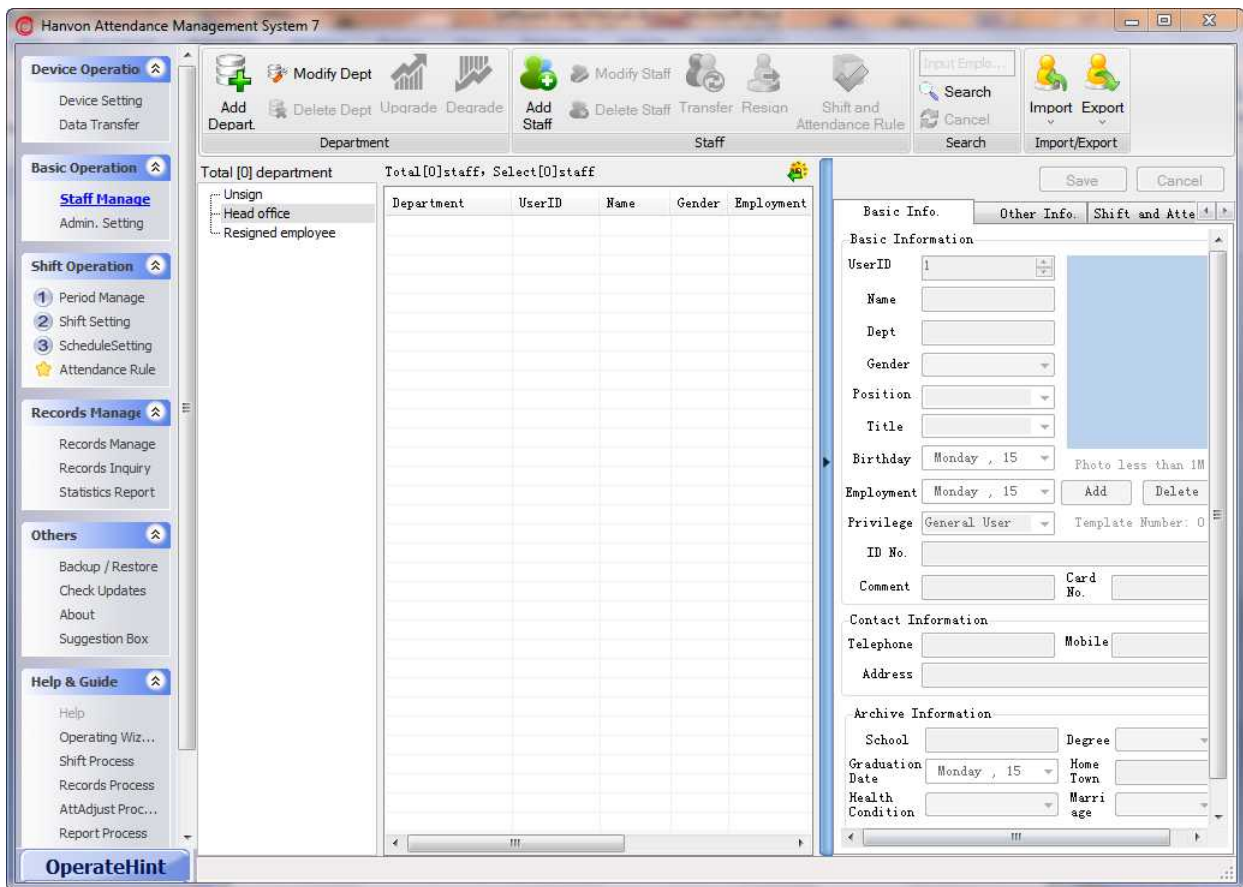 Hanvon Attendance Management System 7
Device Operatio
Device Setting
Data Transfer
Basic Operation
Staff Manage
Admin. Setting
Shift Operation
1 Period Manage
2 Shift Setting
3 ScheduleSetting
Attendance Rule
Records Manage
Records Manage
Records Inquiry
Statistics Report
Others
Backup / Restore
Check Updates
About
Suggestion Box
Help & Guide
Help
Operating Wiz...
Shift Process
Records Process
AttAdjust Proc...
Report Process
OperateHint
Add Depart.
Modify Dept
Delete Dept
Upgrade
Degrade
Department
Add Staff
Modify Staff
Delete Staff
Transfer
Resign
Shift and Attendance Rule
Staff
Input Emplo...
Search
Cancel
Search
Import
Export
Import/Export
Total [0] department
Unsign
Head office
Resigned employee
Total[0]staff, Select[0]staff
Department UserID Name Gender Employment
Save Cancel
Basic Info. Other Info. Shift and Atte
Basic Information
UserID 1
Name
Dept
Gender
Position
Title
Birthday Monday , 15
Photo less than 1M
Employment Monday , 15
Add Delete
Privilege General User
Template Number: 0
ID No.
Comment
Card No.
Contact Information
Telephone
Mobile
Address
Archive Information
School
Degree
Graduation Date Monday , 15
Home Town
Health Condition
Marri age